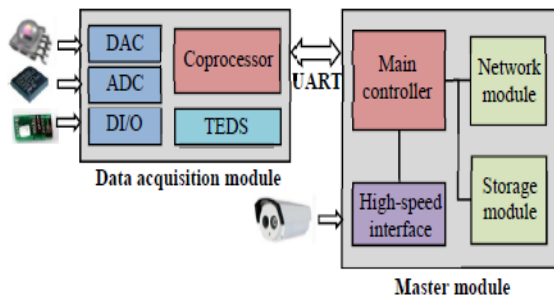 DAC
ADC
DI/O
Coprocessor
TEDS
Data acquisition module
UART
Main
controller
Network
module
High-speed
interface
Storage
module
Master module